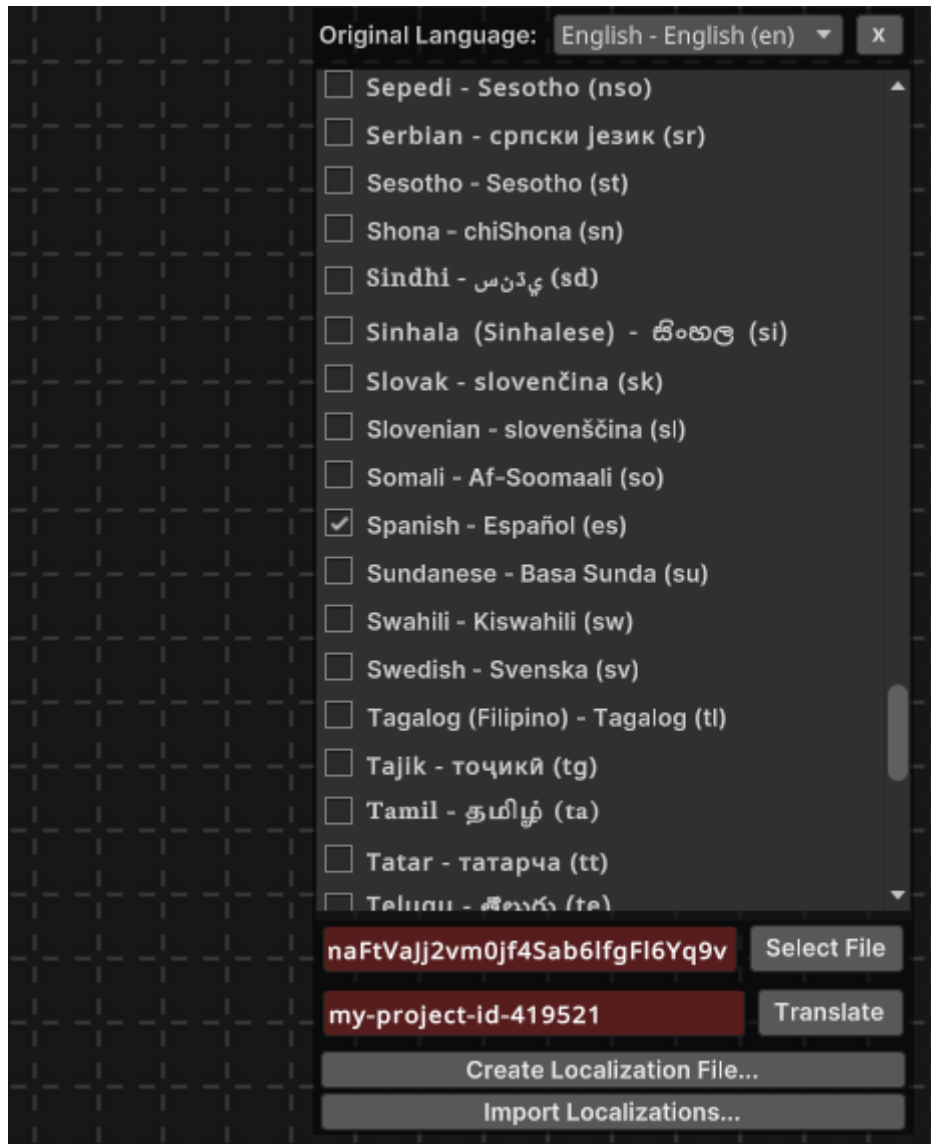 Original Language: English - English (en) x
Sepedi - Sesotho (nso)
Serbian - српски језик (sr)
Sesotho - Sesotho (st)
Shona - chiShona (sn)
Sindhi - يِدَنس (sd)
Sinhala (Sinhalese) - සිංහල (si)
Slovak - slovenčina (sk)
Slovenian - slovenščina (sl)
Somali - Af-Soomaali (so)
Spanish - Español (es)
Sundanese - Basa Sunda (su)
Swahili - Kiswahili (sw)
Swedish - Svenska (sv)
Tagalog (Filipino) - Tagalog (tl)
Tajik - тоҷикӣ (tg)
Tamil - தமிழ் (ta)
Tatar - татарча (tt)
Telugu - తెలుగు (te)
naFtVaJj2vm0jf4Sab6lfgFl6Yq9v Select File
my-project-id-419521 Translate
Create Localization File...
Import Localizations...